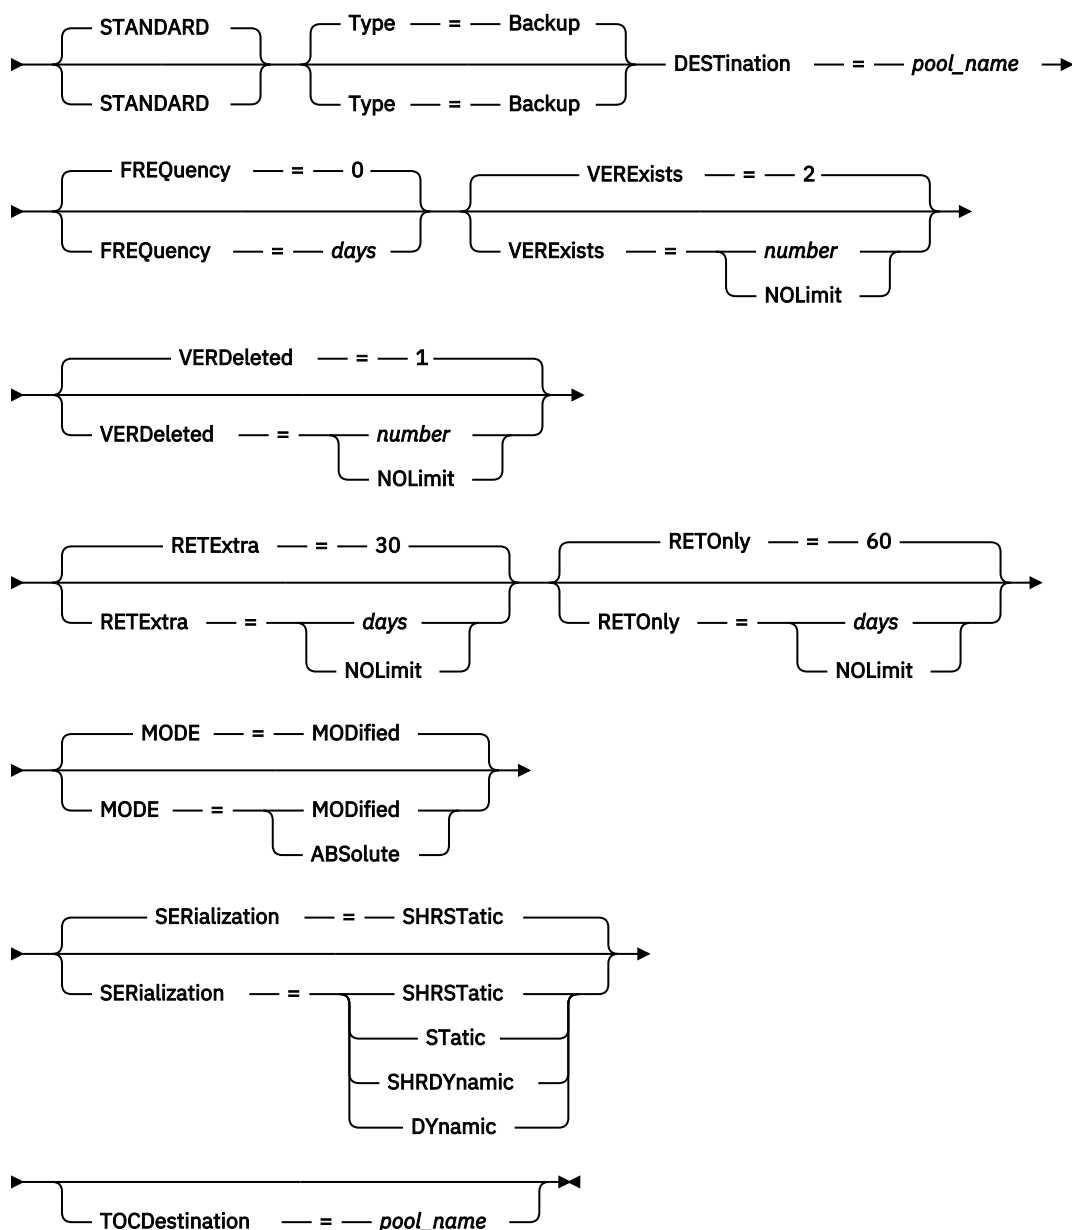 STANDARD Type = Backup
DESTination = pool_name
STANDARD Type = Backup
FREQuency = 0 VERExists = 2
FREQuency = days VERExists = number
NOLimit
VERDeleted = 1
VERDeleted = number
NOLimit
RETExtra = 30 RETOnly = 60
RETExtra = days RETOnly = days
NOLimit NOLimit
MODE = MODified
MODE = MODified
ABSolute
SERialization = SHRSTatic
SERialization = SHRSTatic
STatic
SHRDYnamic
DYnamic
TOCDestination = pool_name